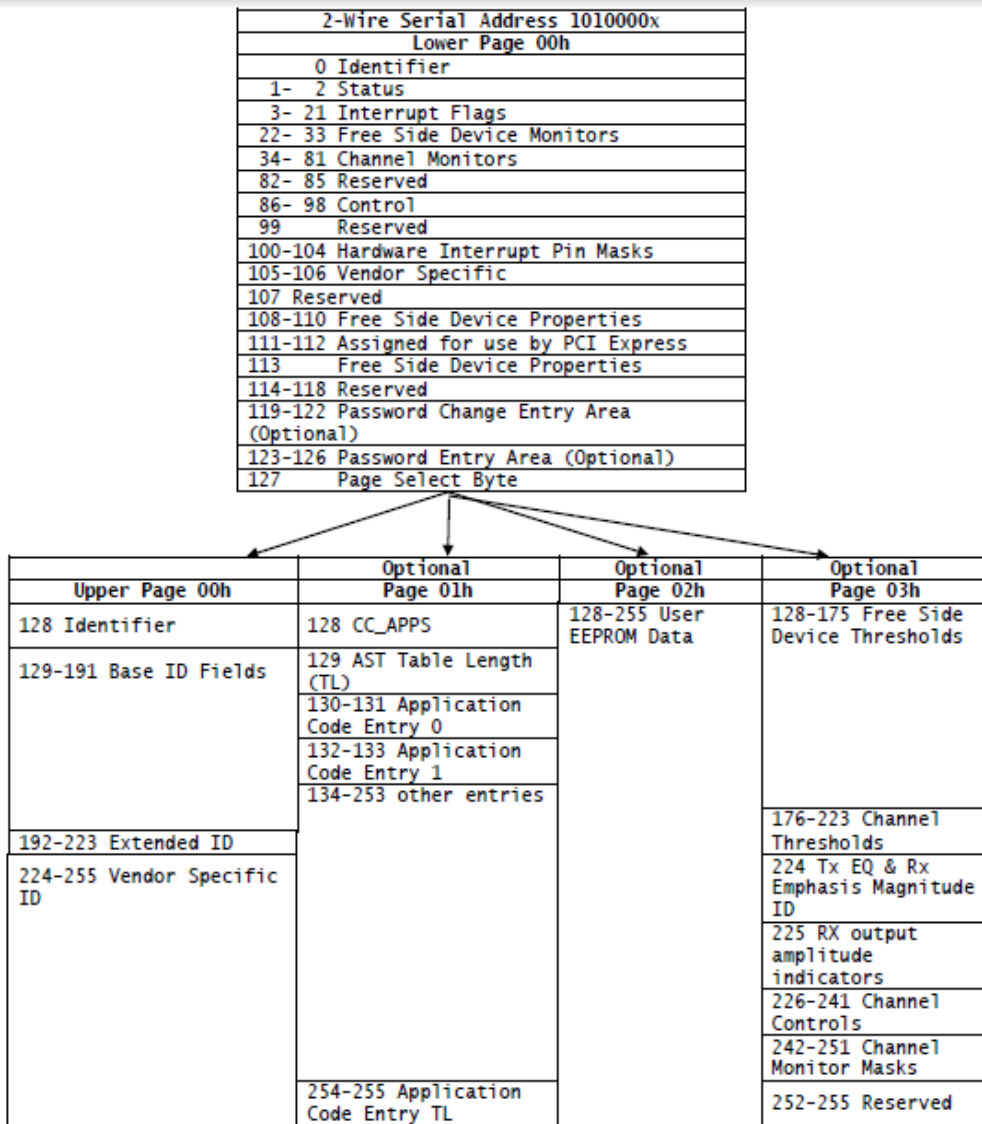 2-Wire Serial Address 1010000x
Lower Page 00h
0 Identifier
1- 2 Status
3- 21 Interrupt Flags
22- 33 Free Side Device Monitors
34- 81 Channel Monitors
82- 85 Reserved
86- 98 Control
99 Reserved
100-104 Hardware Interrupt Pin Masks
105-106 Vendor Specific
107 Reserved
108-110 Free Side Device Properties
111-112 Assigned for use by PCI Express
113 Free Side Device Properties
114-118 Reserved
119-122 Password Change Entry Area
(Optional)
123-126 Password Entry Area (Optional)
127 Page Select Byte
Upper Page 00h
128 Identifier
129-191 Base ID Fields
192-223 Extended ID
224-255 Vendor Specific
ID
Optional
Page 01h
128 CC_APPS
129 AST Table Length
(TL)
130-131 Application
Code Entry 0
132-133 Application
Code Entry 1
134-253 other entries
254-255 Application
Code Entry TL
Optional
Page 02h
128-255 User
EEPROM Data
Optional
Page 03h
128-175 Free Side
Device Thresholds
176-223 Channel
Thresholds
224 Tx EQ & Rx
Emphasis Magnitude
ID
225 RX output
amplitude
indicators
226-241 Channel
Controls
242-251 Channel
Monitor Masks
252-255 Reserved